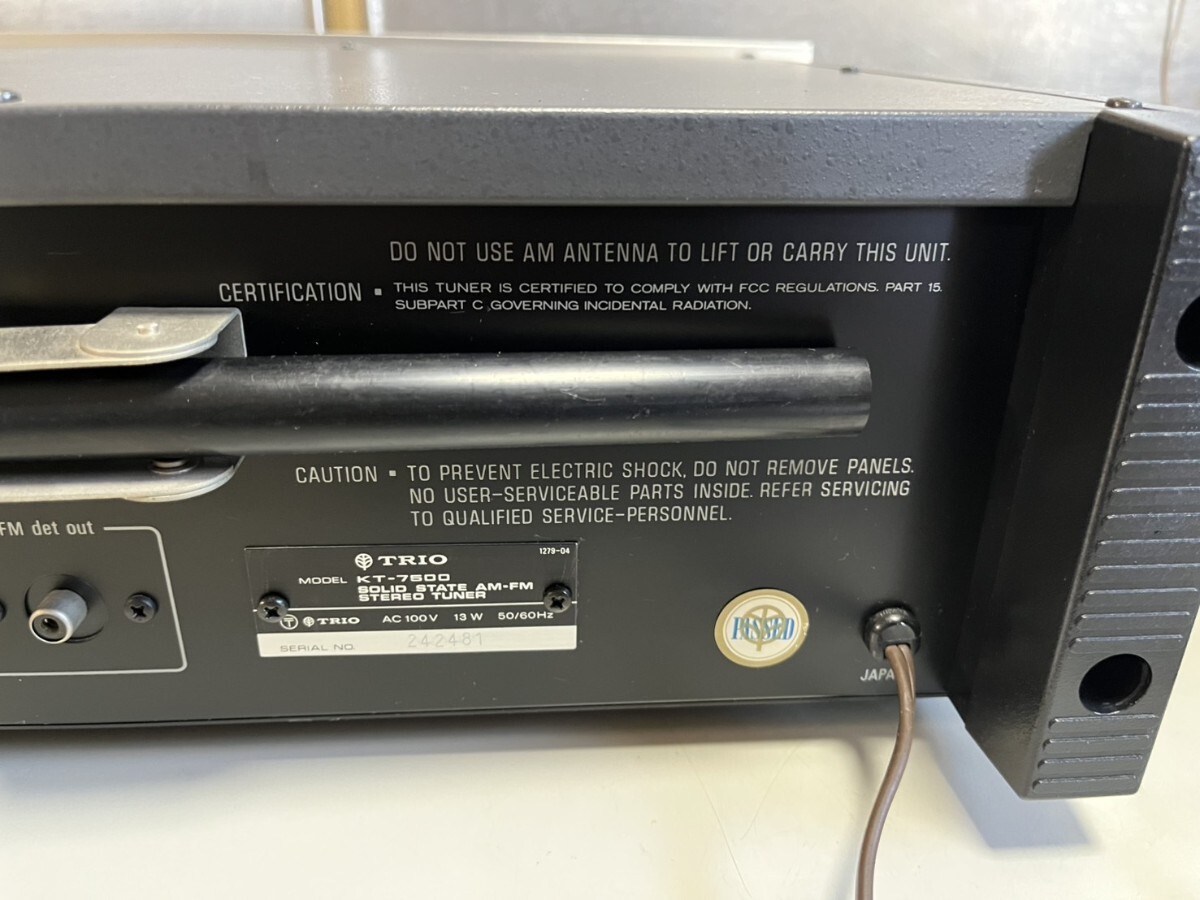 DO NOT USE AM ANTENNA TO LIFT OR CARRY THIS UNIT.
CERTIFICATION ▪ THIS TUNER IS CERTIFIED TO COMPLY WITH FCC REGULATIONS. PART 15.
SUBPART C ,GOVERNING INCIDENTAL RADIATION.
CAUTION ▪ TO PREVENT ELECTRIC SHOCK, DO NOT REMOVE PANELS.
NO USER-SERVICEABLE PARTS INSIDE. REFER SERVICING
TO QUALIFIED SERVICE-PERSONNEL.
FM det out
TRIO 1279-04
MODEL KT-7500
SOLID STATE AM-FM
STEREO TUNER
T TRIO AC 100V 13W 50/60Hz
SERIAL NO. 242481
PASSED
JAPA